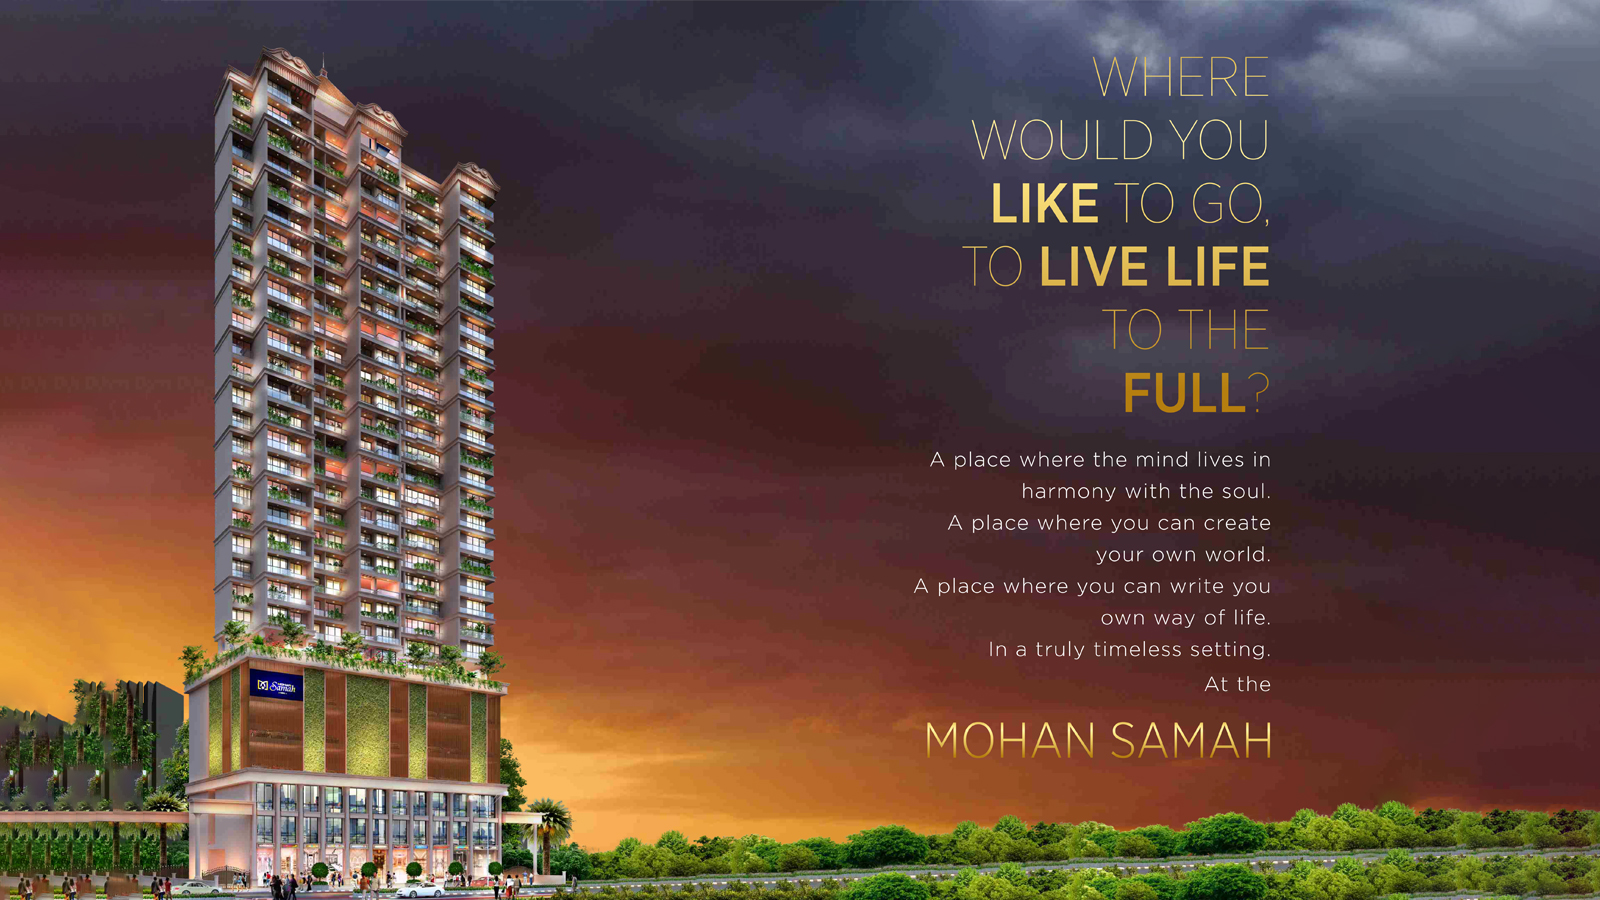 Samah
WHERE
WOULD YOU
LIKE TO GO,
TO LIVE LIFE
TO THE
FULL?
A place where the mind lives in
harmony with the soul.
A place where you can create
your own world.
A place where you can write you
own way of life.
In a truly timeless setting.
At the
MOHAN SAMAH